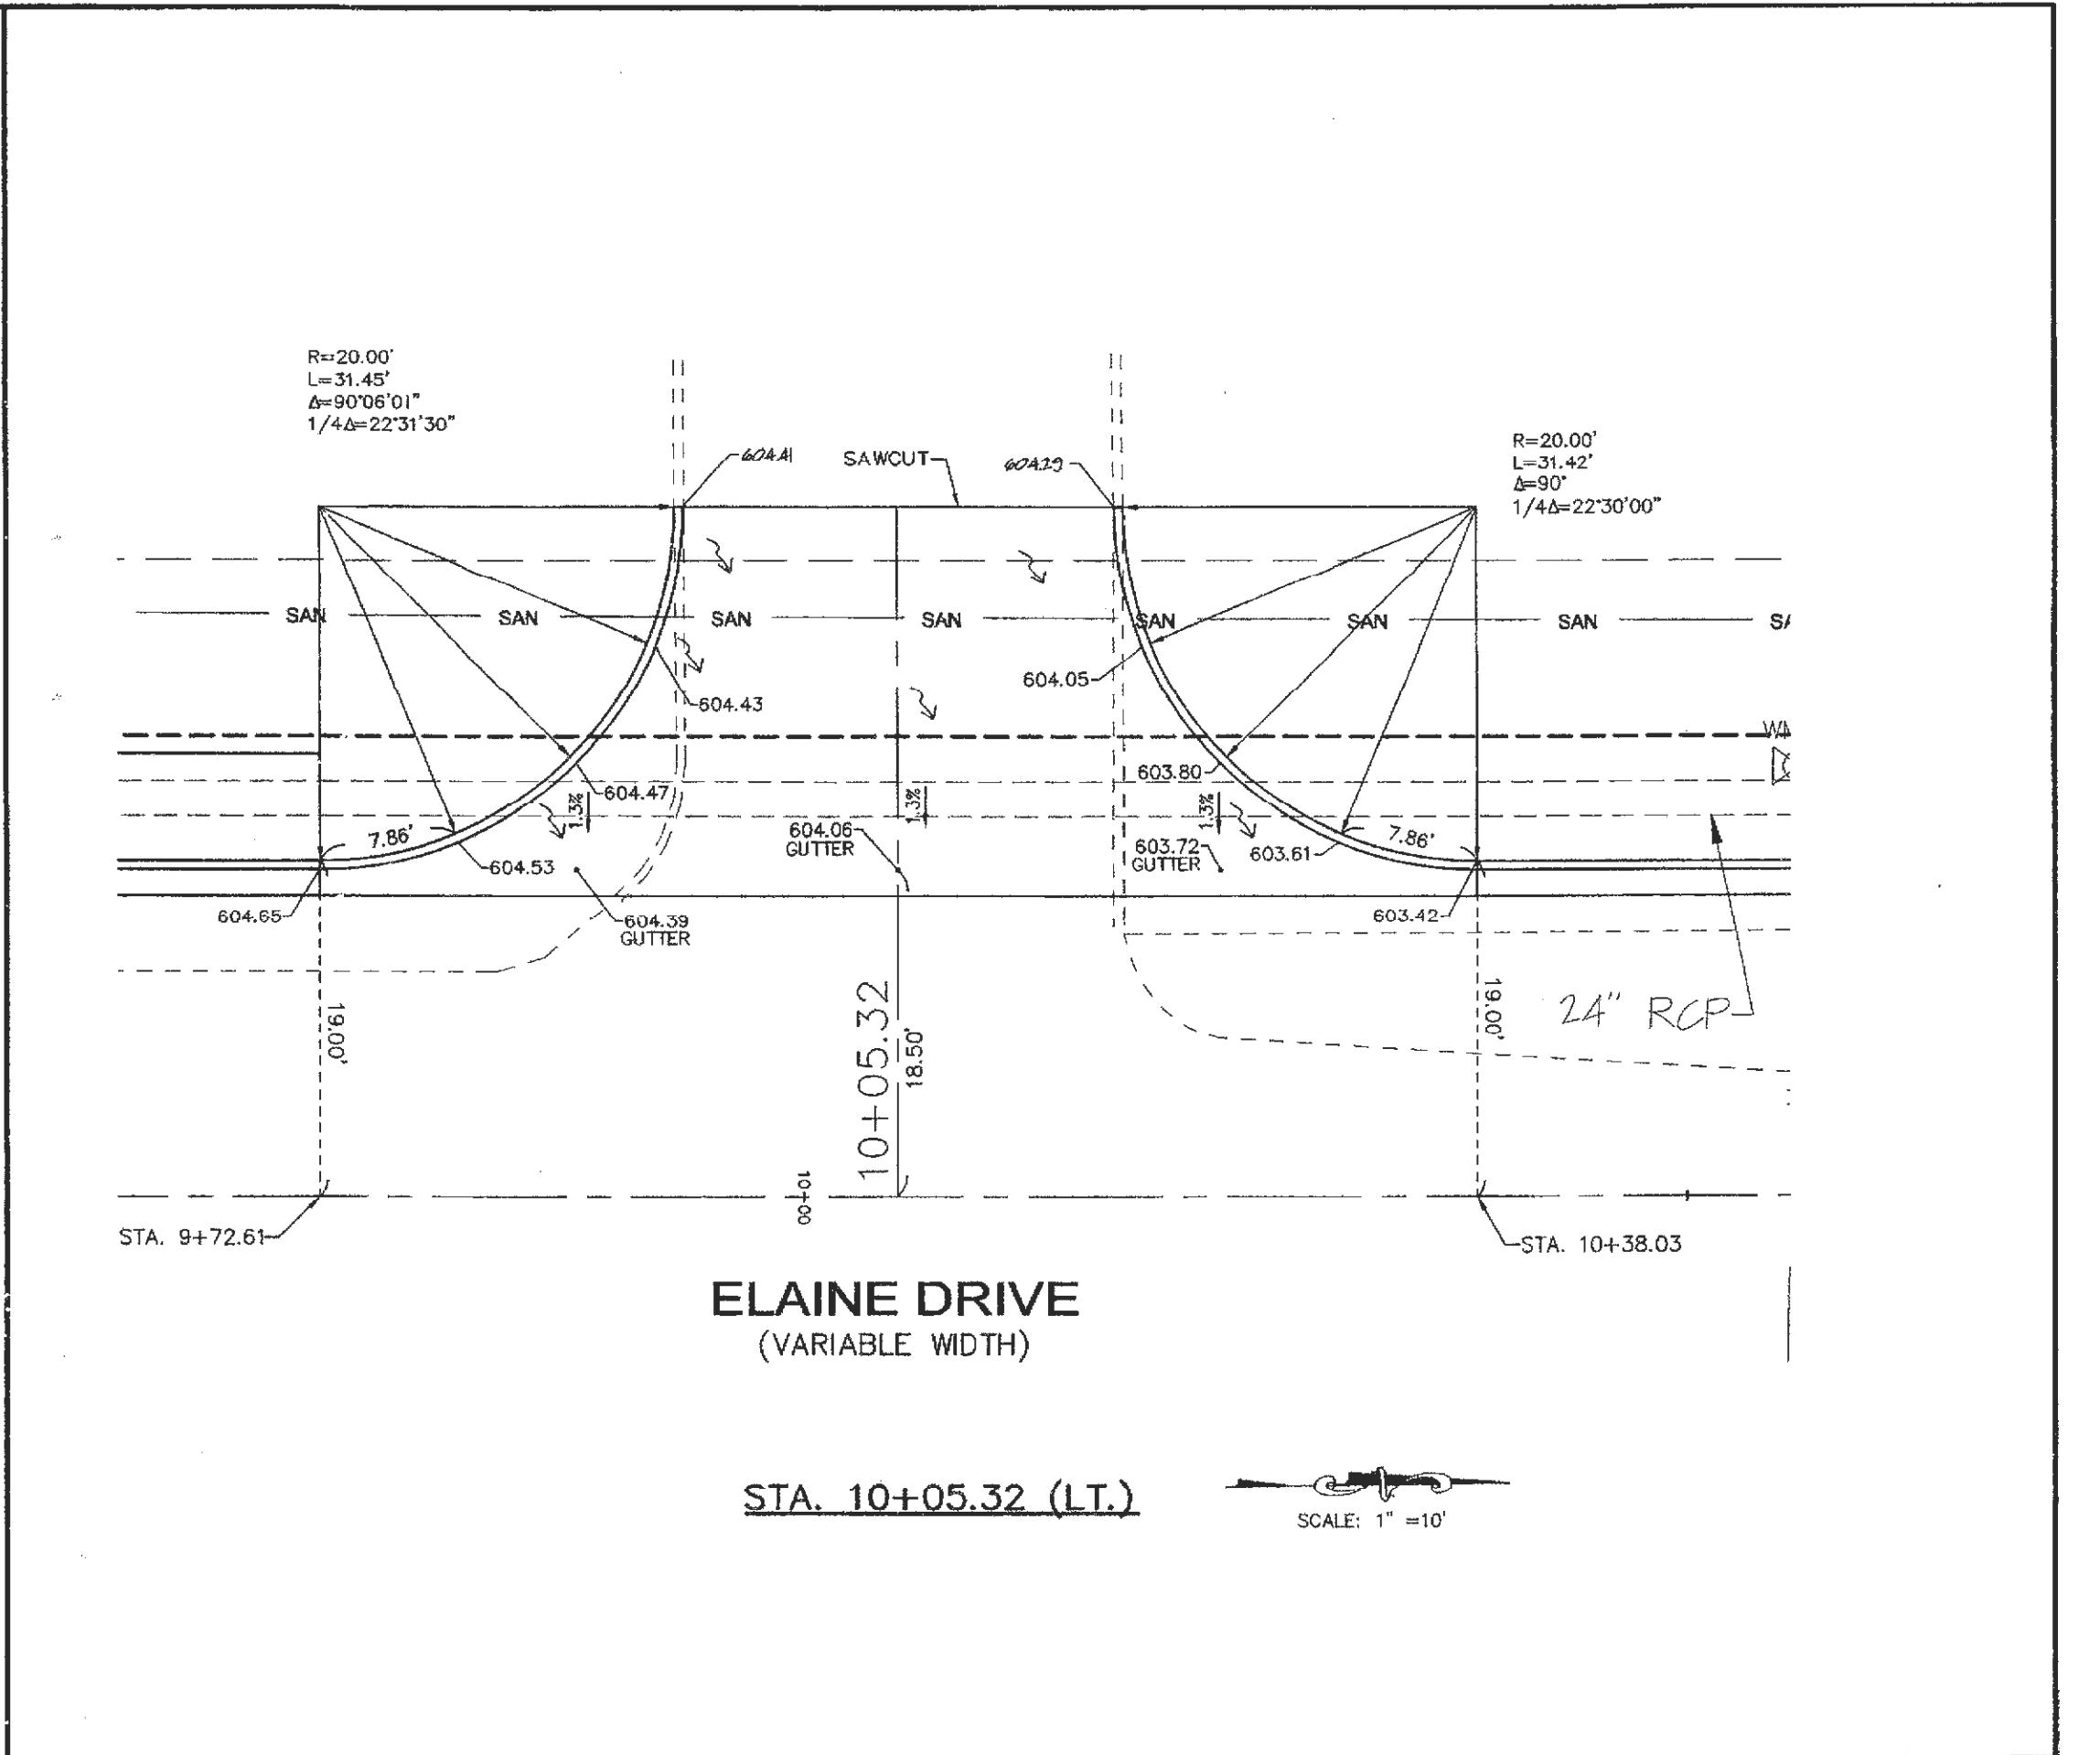 R=20.00'
L=31.45'
Δ=90°06'01"
1/4Δ=22°31'30"
R=20.00'
L=31.42'
Δ=90°
1/4Δ=22°30'00"
604.41
SAWCUT
604.29
SAN
SAN
SAN
SAN
SAN
SAN
SAN
604.05
604.43
603.80
604.47
1.3%
1.3%
1.3%
7.86'
604.06
GUTTER
603.72
GUTTER
603.61
7.86'
604.53
604.65
604.39
GUTTER
603.42
19.00'
10+05.32
18.50'
19.00'
24" RCP
10+00
STA. 9+72.61
STA. 10+38.03
ELAINE DRIVE
(VARIABLE WIDTH)
STA. 10+05.32 (LT.)
SCALE: 1" =10'